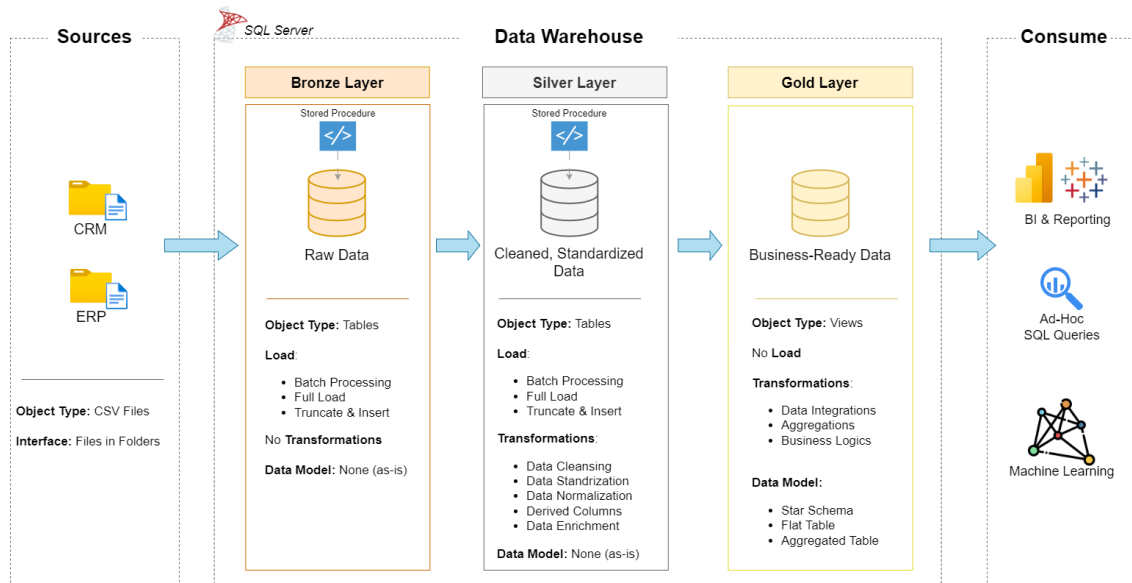 Sources
CRM
ERP
Object Type: CSV Files
Interface: Files in Folders
SQL Server
Data Warehouse
Bronze Layer
Stored Procedure
</>
Raw Data
Object Type: Tables
Load:
• Batch Processing
• Full Load
• Truncate & Insert
No Transformations
Data Model: None (as-is)
Silver Layer
Stored Procedure
</>
Cleaned, Standardized
Data
Object Type: Tables
Load:
• Batch Processing
• Full Load
• Truncate & Insert
Transformations:
• Data Cleansing
• Data Standrization
• Data Normalization
• Derived Columns
• Data Enrichment
Data Model: None (as-is)
Gold Layer
Business-Ready Data
Object Type: Views
No Load
Transformations:
• Data Integrations
• Aggregations
• Business Logics
Data Model:
• Star Schema
• Flat Table
• Aggregated Table
Consume
BI & Reporting
Ad-Hoc
SQL Queries
Machine Learning